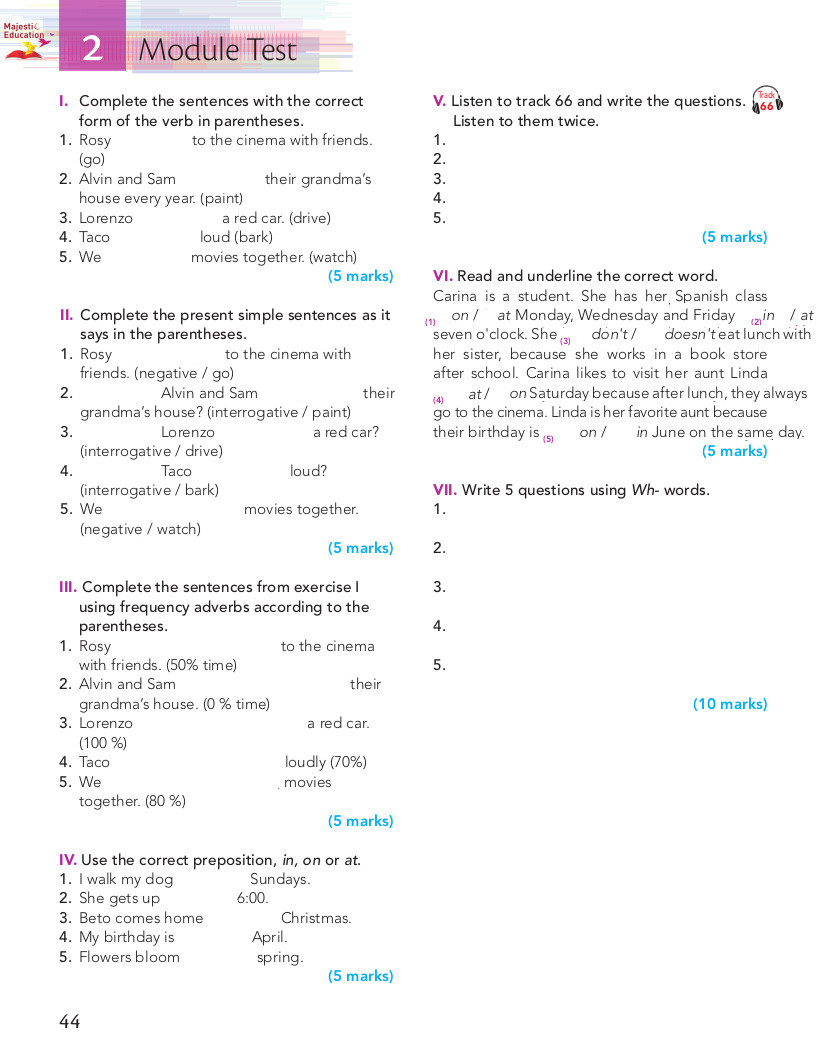 Majestic
Education
2 Module Test
I. Complete the sentences with the correct
form of the verb in parentheses.
1. Rosy to the cinema with friends.
(go)
2. Alvin and Sam their grandma's
house every year. (paint)
3. Lorenzo a red car. (drive)
4. Taco loud (bark)
5. We movies together. (watch)
(5 marks)
II. Complete the present simple sentences as it
says in the parentheses.
1. Rosy to the cinema with
friends. (negative / go)
2. Alvin and Sam their
grandma's house? (interrogative / paint)
3. Lorenzo a red car?
(interrogative / drive)
4. Taco loud?
(interrogative / bark)
5. We movies together.
(negative / watch)
(5 marks)
III. Complete the sentences from exercise I
using frequency adverbs according to the
parentheses.
1. Rosy to the cinema
with friends. (50% time)
2. Alvin and Sam their
grandma's house. (0 % time)
3. Lorenzo a red car.
(100 %)
4. Taco loudly (70%)
5. We movies
together. (80 %)
(5 marks)
IV. Use the correct preposition, in, on or at.
1. I walk my dog Sundays.
2. She gets up 6:00.
3. Beto comes home Christmas.
4. My birthday is April.
5. Flowers bloom spring.
(5 marks)
V. Listen to track 66 and write the questions. Track 66
Listen to them twice.
1.
2.
3.
4.
5.
(5 marks)
VI. Read and underline the correct word.
Carina is a student. She has her Spanish class
(1) on / at Monday, Wednesday and Friday (2) in / at
seven o'clock. She (3) don't / doesn't eat lunch with
her sister, because she works in a book store
after school. Carina likes to visit her aunt Linda
(4) at / on Saturday because after lunch, they always
go to the cinema. Linda is her favorite aunt because
their birthday is (5) on / in June on the same day.
(5 marks)
VII. Write 5 questions using Wh- words.
1.
2.
3.
4.
5.
(10 marks)
44